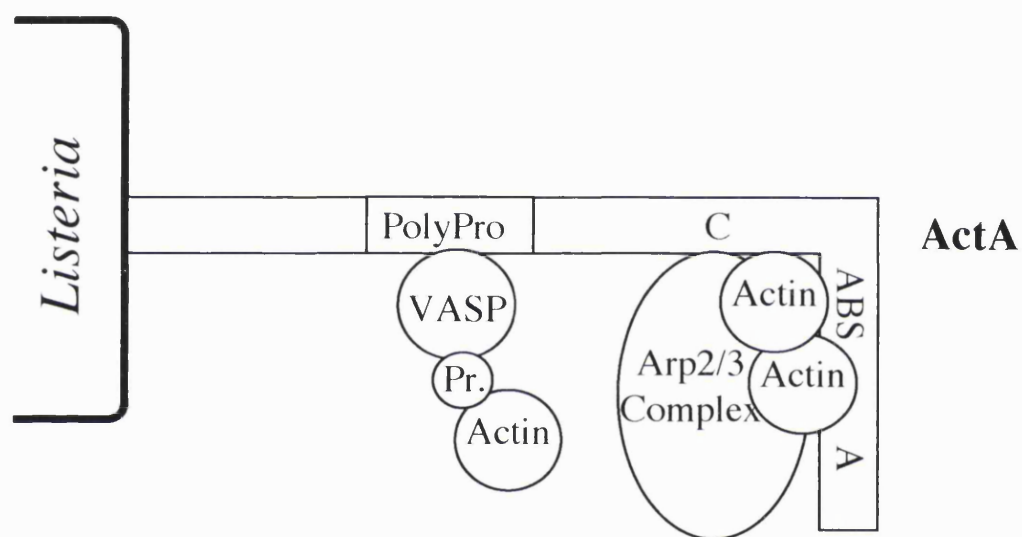 Listeria
PolyPro
C
ActA
VASP
Pr.
Actin
Actin
ABS
Arp2/3
Complex
Actin
A